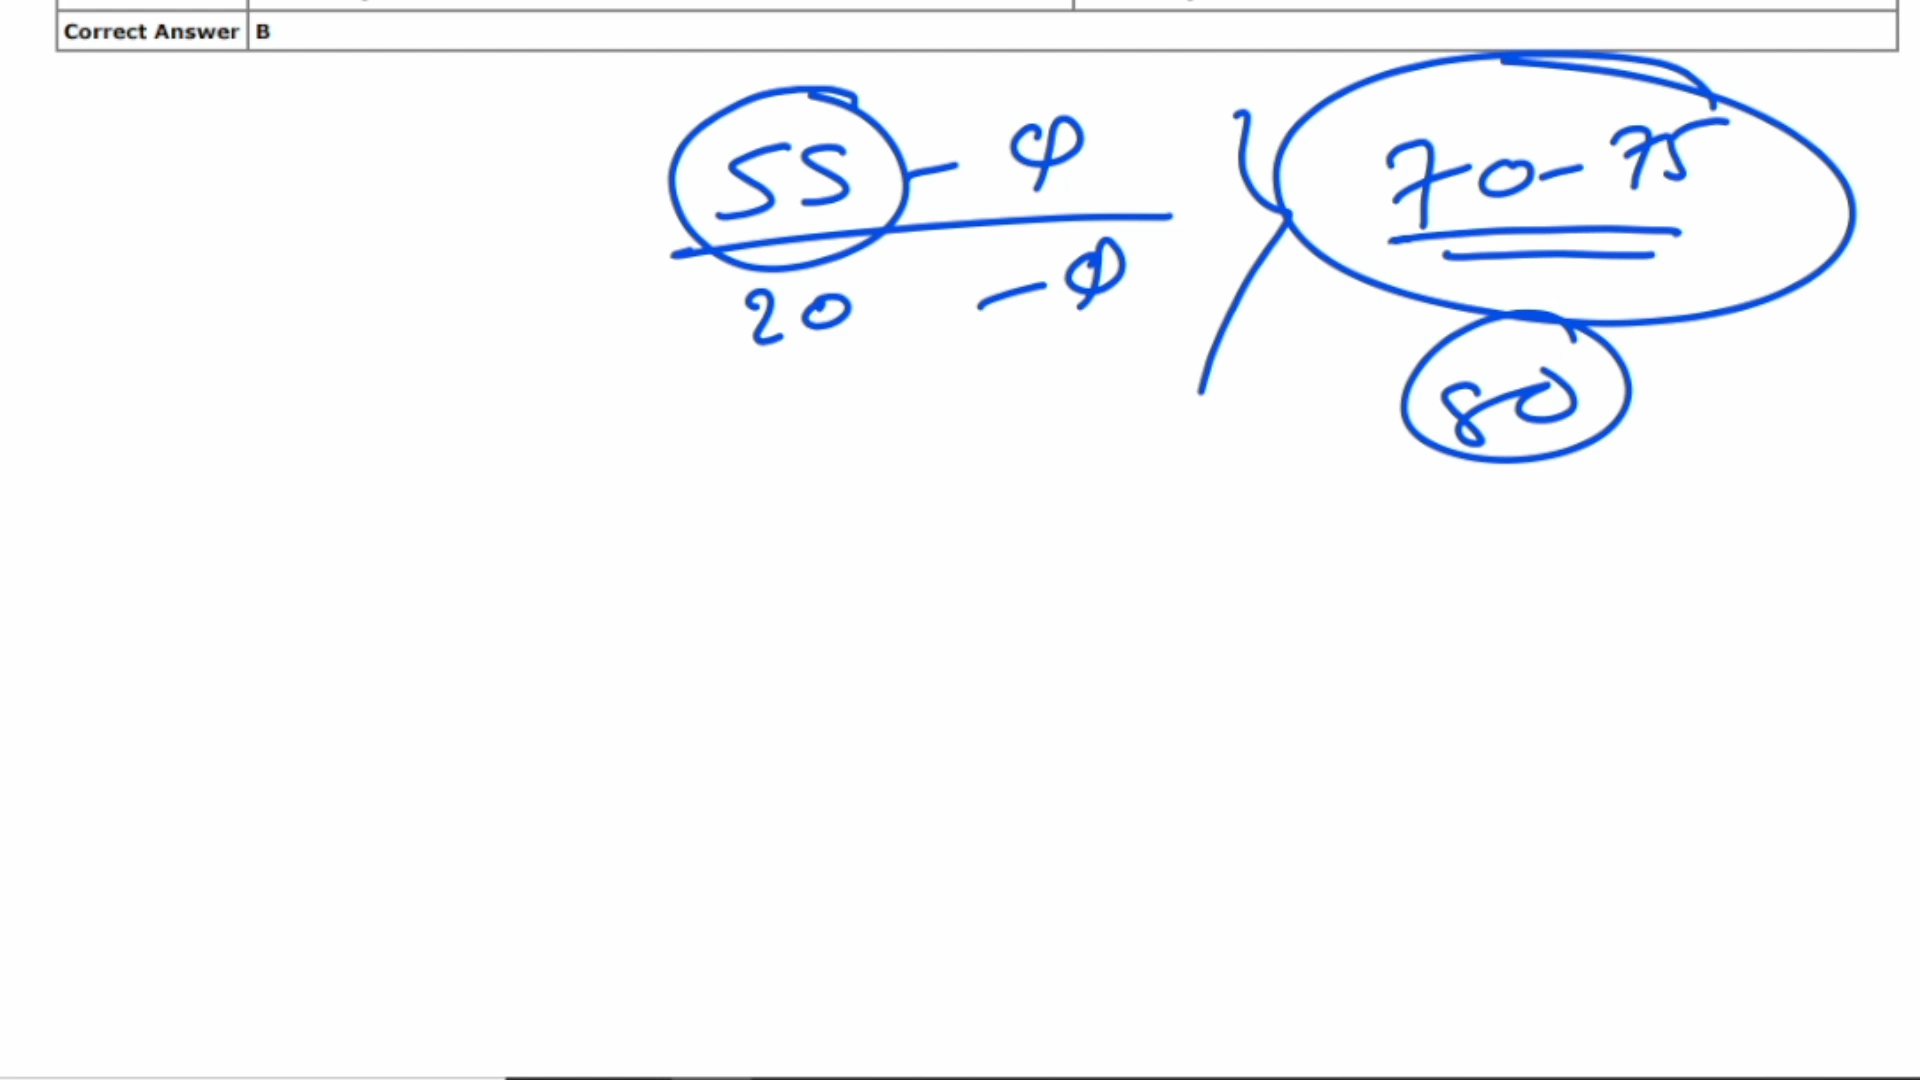 Correct Answer B
55 - φ
20 - φ
70-75
80